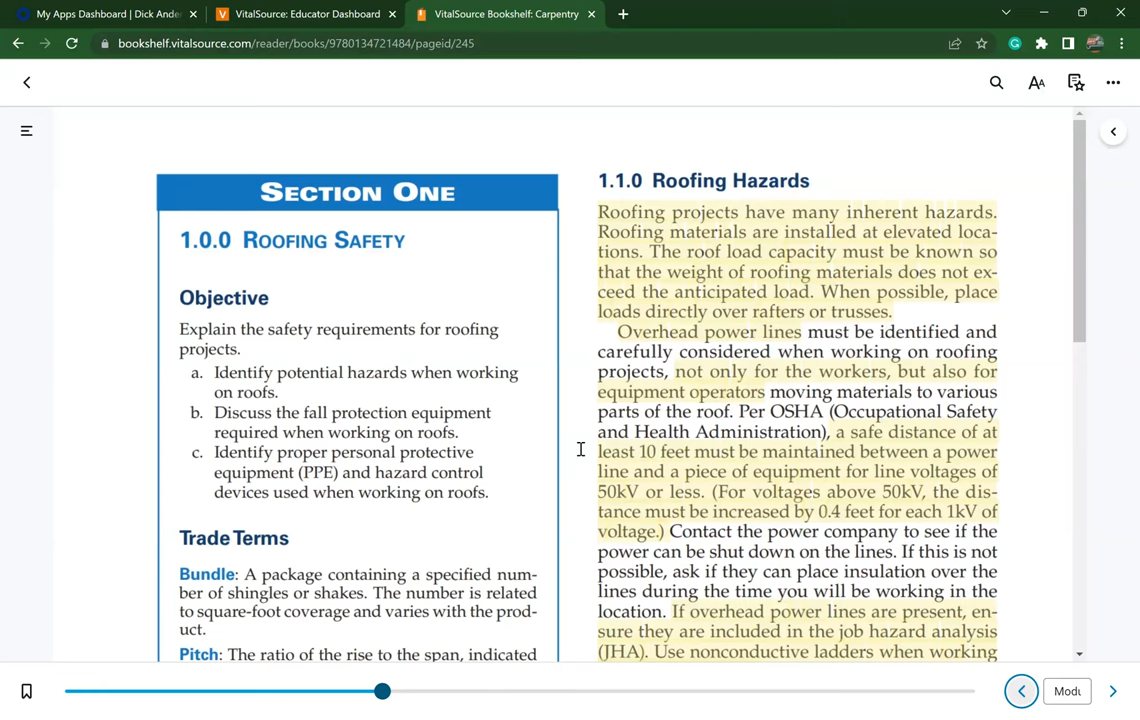 My Apps Dashboard | Dick Ander
VitalSource: Educator Dashboard
VitalSource Bookshelf: Carpentry
bookshelf.vitalsource.com/reader/books/9780134721484/pageid/245
AA
SECTION ONE
1.0.0 ROOFING SAFETY
Objective
Explain the safety requirements for roofing
projects.
a. Identify potential hazards when working
on roofs.
b. Discuss the fall protection equipment
required when working on roofs.
c. Identify proper personal protective
equipment (PPE) and hazard control
devices used when working on roofs.
Trade Terms
Bundle: A package containing a specified num-
ber of shingles or shakes. The number is related
to square-foot coverage and varies with the prod-
uct.
Pitch: The ratio of the rise to the span, indicated
1.1.0 Roofing Hazards
Roofing projects have many inherent hazards.
Roofing materials are installed at elevated loca-
tions. The roof load capacity must be known so
that the weight of roofing materials does not ex-
ceed the anticipated load. When possible, place
loads directly over rafters or trusses.
Overhead power lines must be identified and
carefully considered when working on roofing
projects, not only for the workers, but also for
equipment operators moving materials to various
parts of the roof. Per OSHA (Occupational Safety
and Health Administration), a safe distance of at
least 10 feet must be maintained between a power
line and a piece of equipment for line voltages of
50kV or less. (For voltages above 50kV, the dis-
tance must be increased by 0.4 feet for each 1kV of
voltage.) Contact the power company to see if the
power can be shut down on the lines. If this is not
possible, ask if they can place insulation over the
lines during the time you will be working in the
location. If overhead power lines are present, en-
sure they are included in the job hazard analysis
(JHA). Use nonconductive ladders when working
Modu